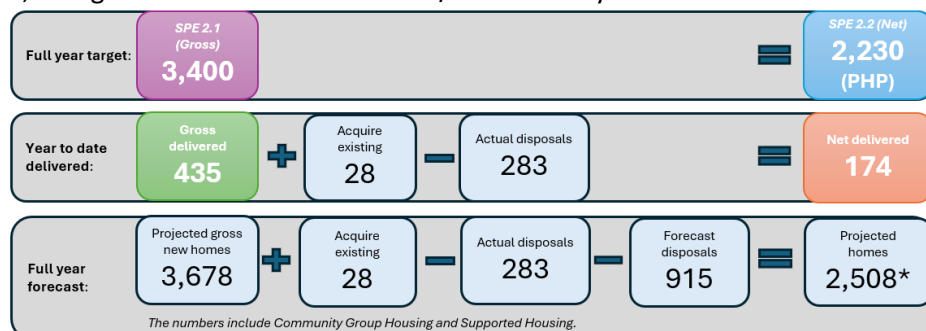 SPE 2.1
(Gross)
3,400
Full year target:
=
SPE 2.2 (Net)
2,230
(PHP)
Year to date
delivered:
Gross
delivered
435
+
Acquire
existing
28
−
Actual disposals
283
=
Net delivered
174
Full year
forecast:
Projected gross
new homes
3,678
+
Acquire
existing
28
−
Actual disposals
283
−
Forecast
disposals
915
=
Projected
homes
2,508*
The numbers include Community Group Housing and Supported Housing.